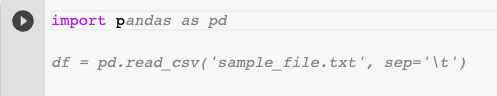 import pandas as pd
df = pd.read_csv('sample_file.txt', sep='\t')